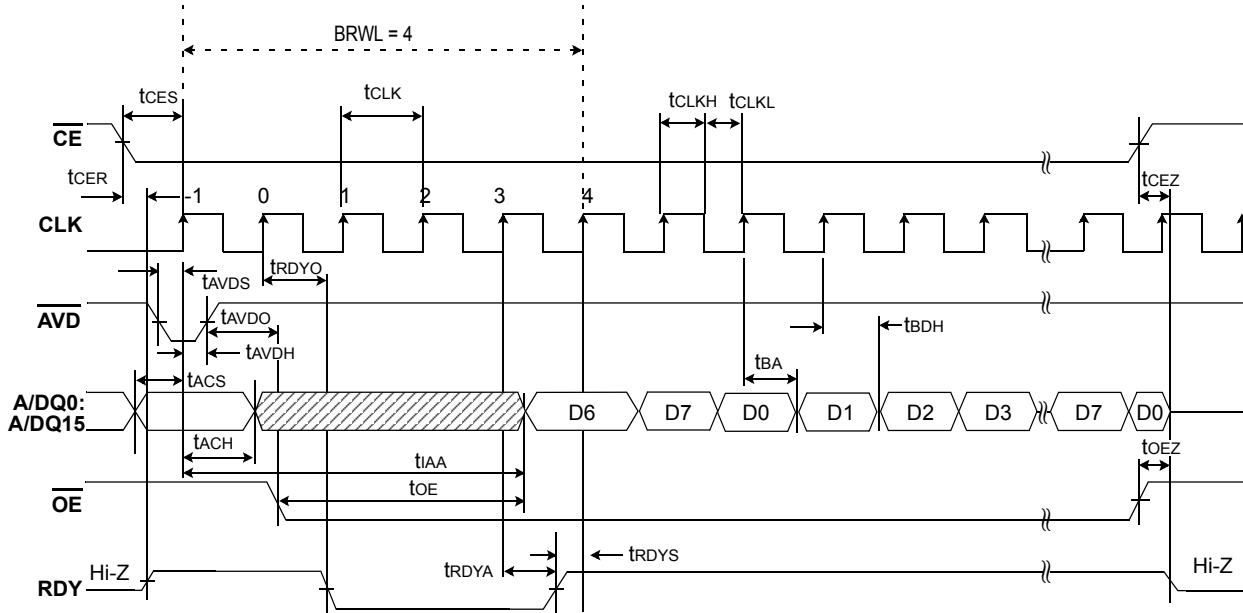 BRWL = 4
tCES
tCLK
tCLKH
tCLKL
CE
tCER
tCEZ
-1
0
1
2
3
4
CLK
tRDYO
tAVDS
AVD
tAVDO
tAVDH
tBDH
tBA
tACS
A/DQ0:
A/DQ15
D6
D7
D0
D1
D2
D3
D7
D0
tACH
tIAA
tOEZ
tOE
OE
tRDYS
tRDYA
Hi-Z
RDY
Hi-Z